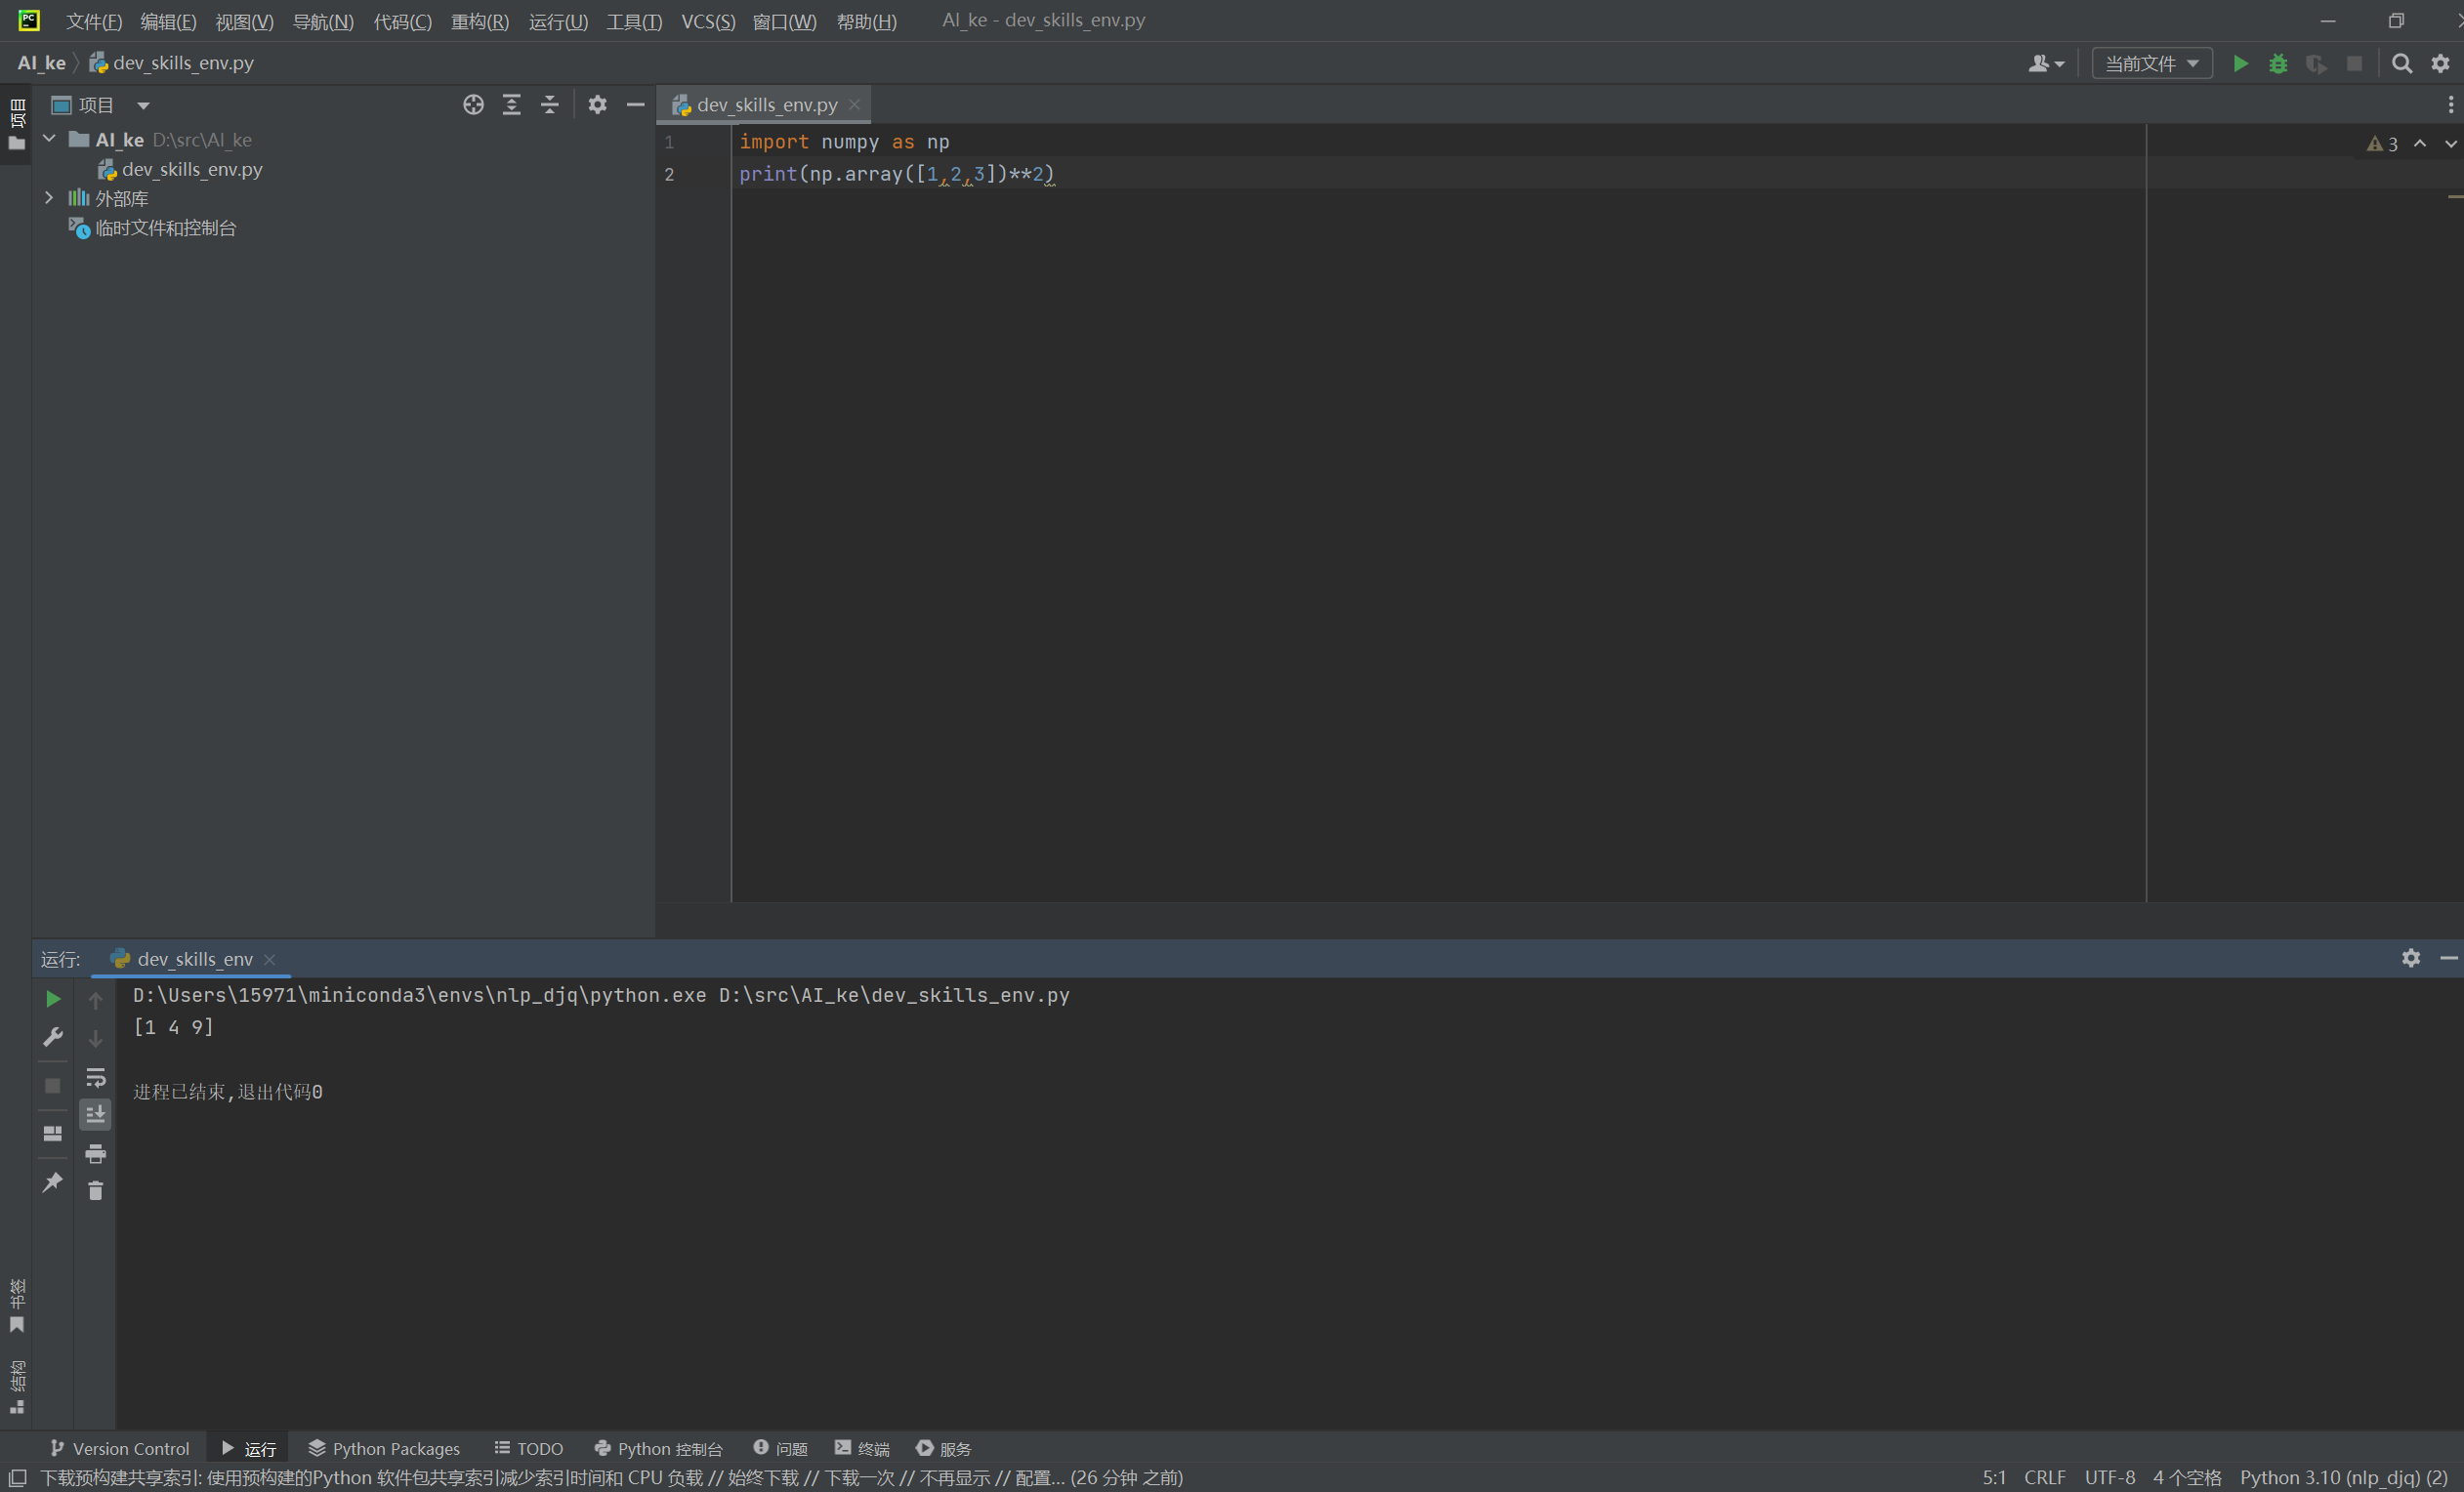 文件(F) 编辑(E) 视图(V) 导航(N) 代码(C) 重构(R) 运行(U) 工具(T) VCS(S) 窗口(W) 帮助(H) AI_ke - dev_skills_env.py
AI_ke dev_skills_env.py 当前文件
项目
项目
dev_skills_env.py
AI_ke D:\src\AI_ke
dev_skills_env.py
外部库
临时文件和控制台
1 import numpy as np
2 print(np.array([1,2,3])**2)
3
运行: dev_skills_env
D:\Users\15971\miniconda3\envs\nlp_djq\python.exe D:\src\AI_ke\dev_skills_env.py
[1 4 9]
进程已结束,退出代码0
书签
结构
Version Control 运行 Python Packages TODO Python 控制台 问题 终端 服务
下载预构建共享索引: 使用预构建的Python 软件包共享索引减少索引时间和 CPU 负载 // 始终下载 // 下载一次 // 不再显示 // 配置... (26 分钟 之前) 5:1 CRLF UTF-8 4 个空格 Python 3.10 (nlp_djq) (2)